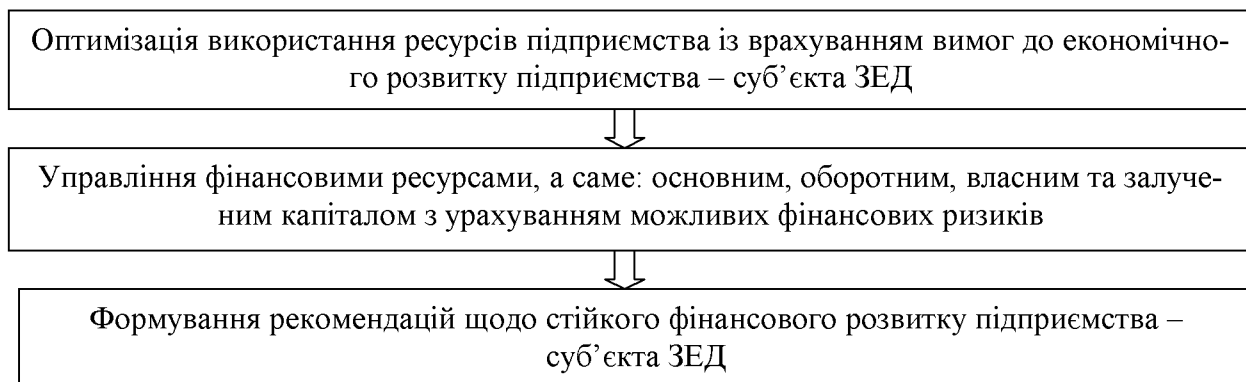 Оптимізація використання ресурсів підприємства із врахуванням вимог до економічно-
го розвитку підприємства – суб’єкта ЗЕД
Управління фінансовими ресурсами, а саме: основним, оборотним, власним та залуче-
ним капіталом з урахуванням можливих фінансових ризиків
Формування рекомендацій щодо стійкого фінансового розвитку підприємства –
суб’єкта ЗЕД